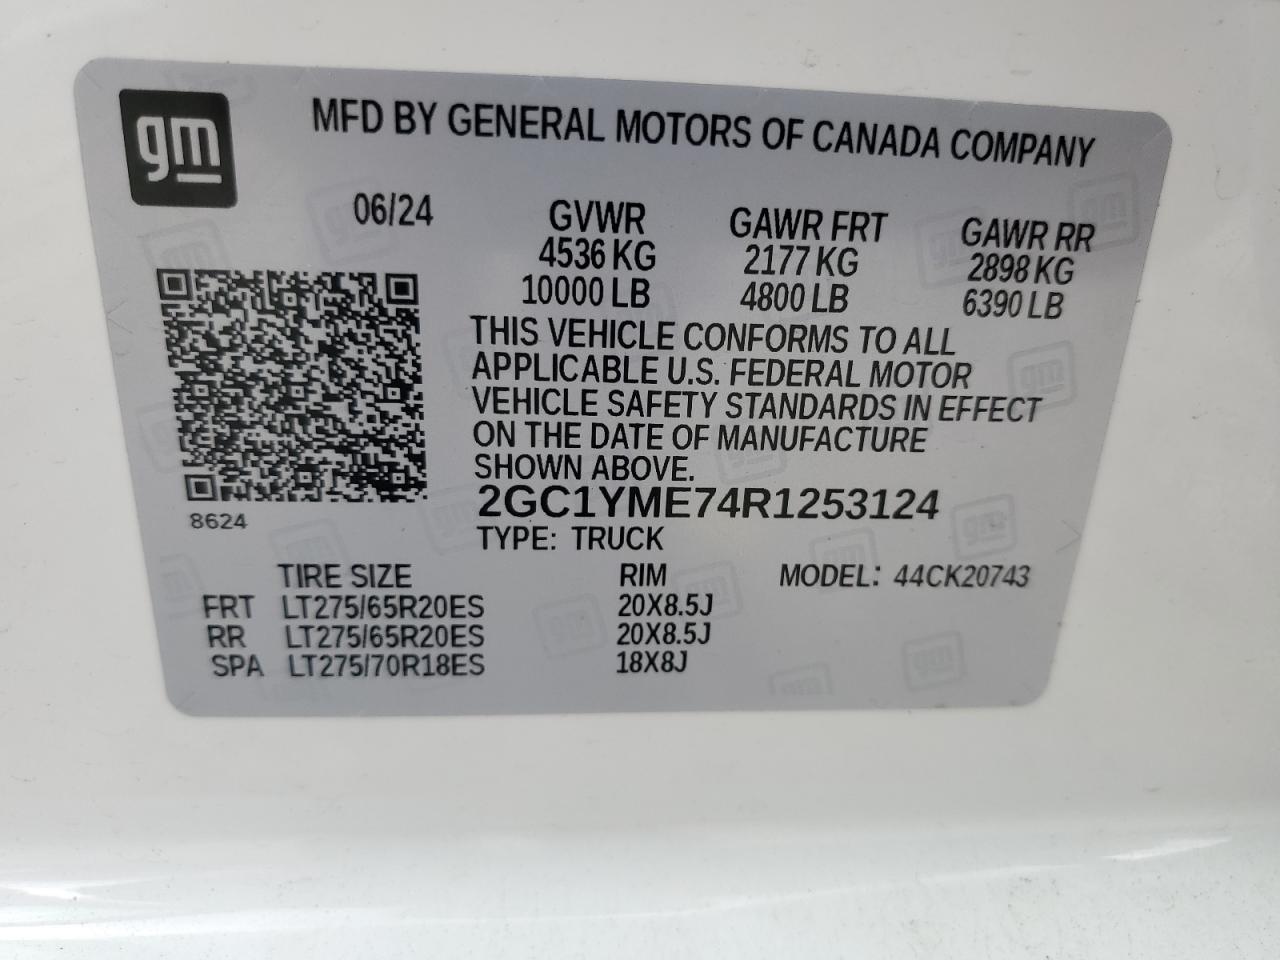 gm
MFD BY GENERAL MOTORS OF CANADA COMPANY
06/24
GVWR
4536 KG
10000 LB
GAWR FRT
2177 KG
4800 LB
GAWR RR
2898 KG
6390 LB
THIS VEHICLE CONFORMS TO ALL
APPLICABLE U.S. FEDERAL MOTOR
VEHICLE SAFETY STANDARDS IN EFFECT
ON THE DATE OF MANUFACTURE
SHOWN ABOVE.
2GC1YME74R1253124
8624
TYPE: TRUCK
TIRE SIZE RIM MODEL: 44CK20743
FRT LT275/65R20ES 20X8.5J
RR LT275/65R20ES 20X8.5J
SPA LT275/70R18ES 18X8J